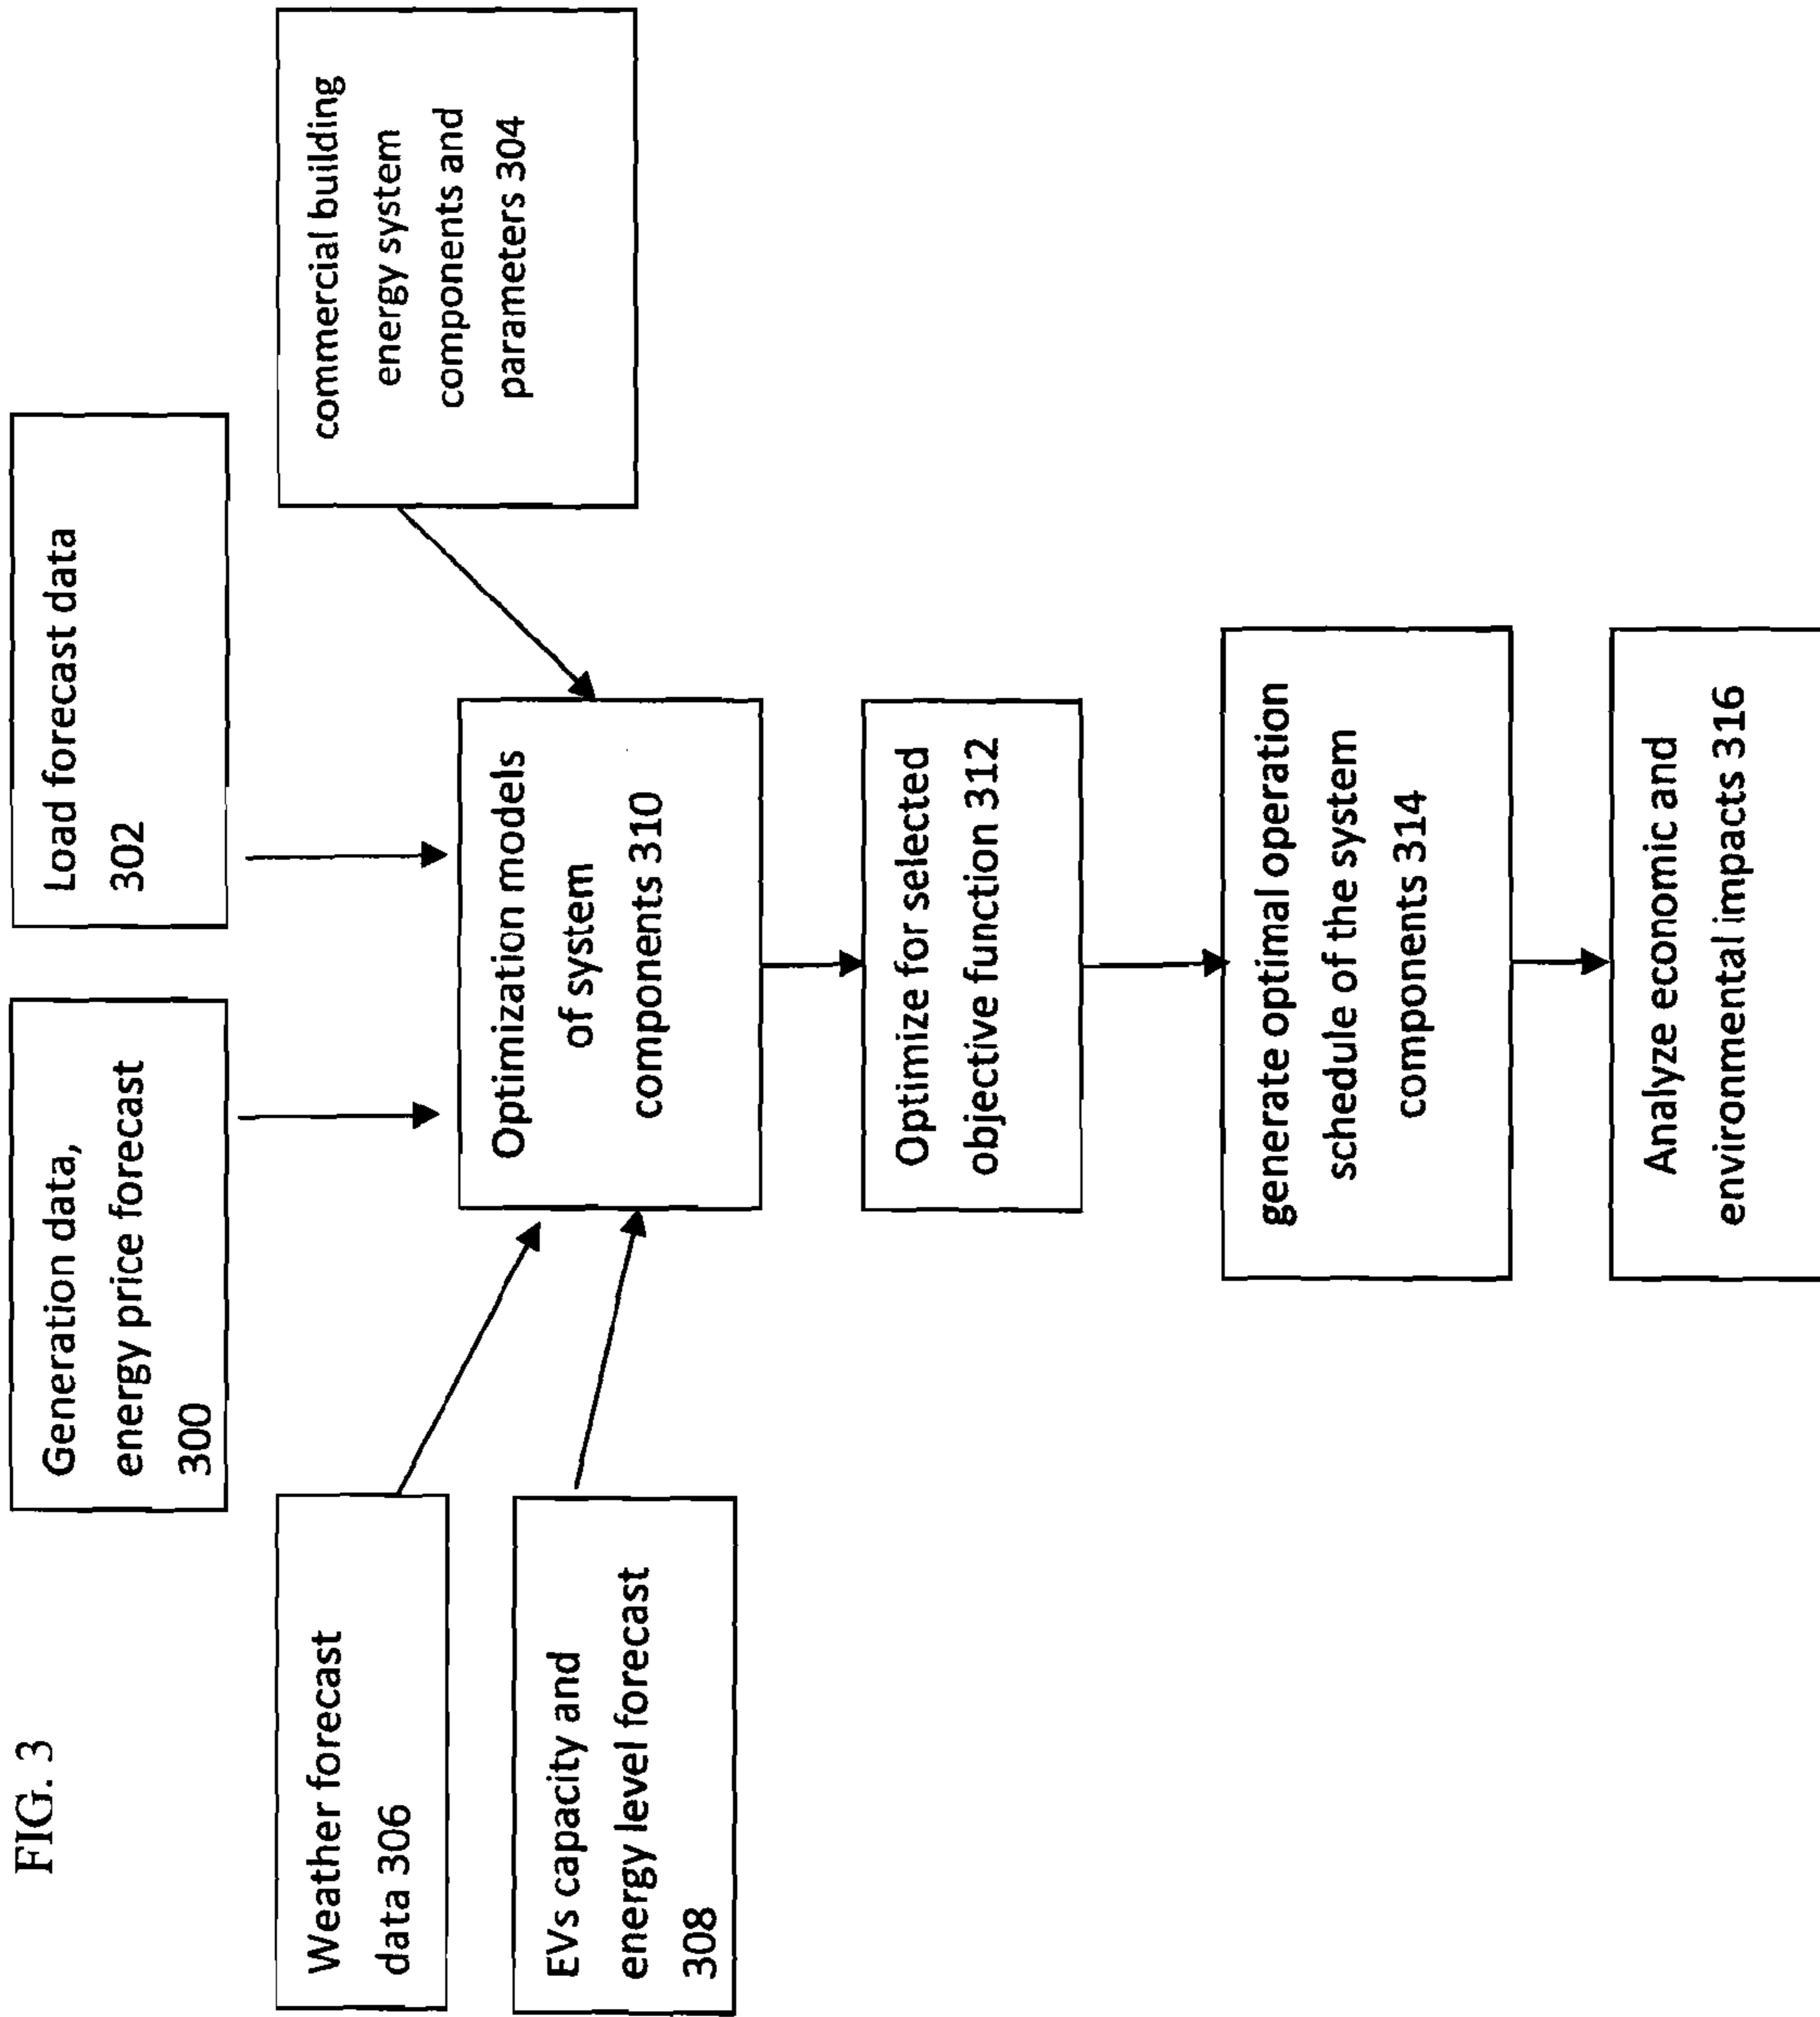 FIG. 3
Generation data,
energy price forecast
300
Load forecast data
302
Weather forecast
data 306
commercial building
energy system
components and
parameters 304
EVs capacity and
energy level forecast
308
Optimization models
of system
components 310
Optimize for selected
objective function 312
generate optimal operation
schedule of the system
components 314
Analyze economic and
environmental impacts 316